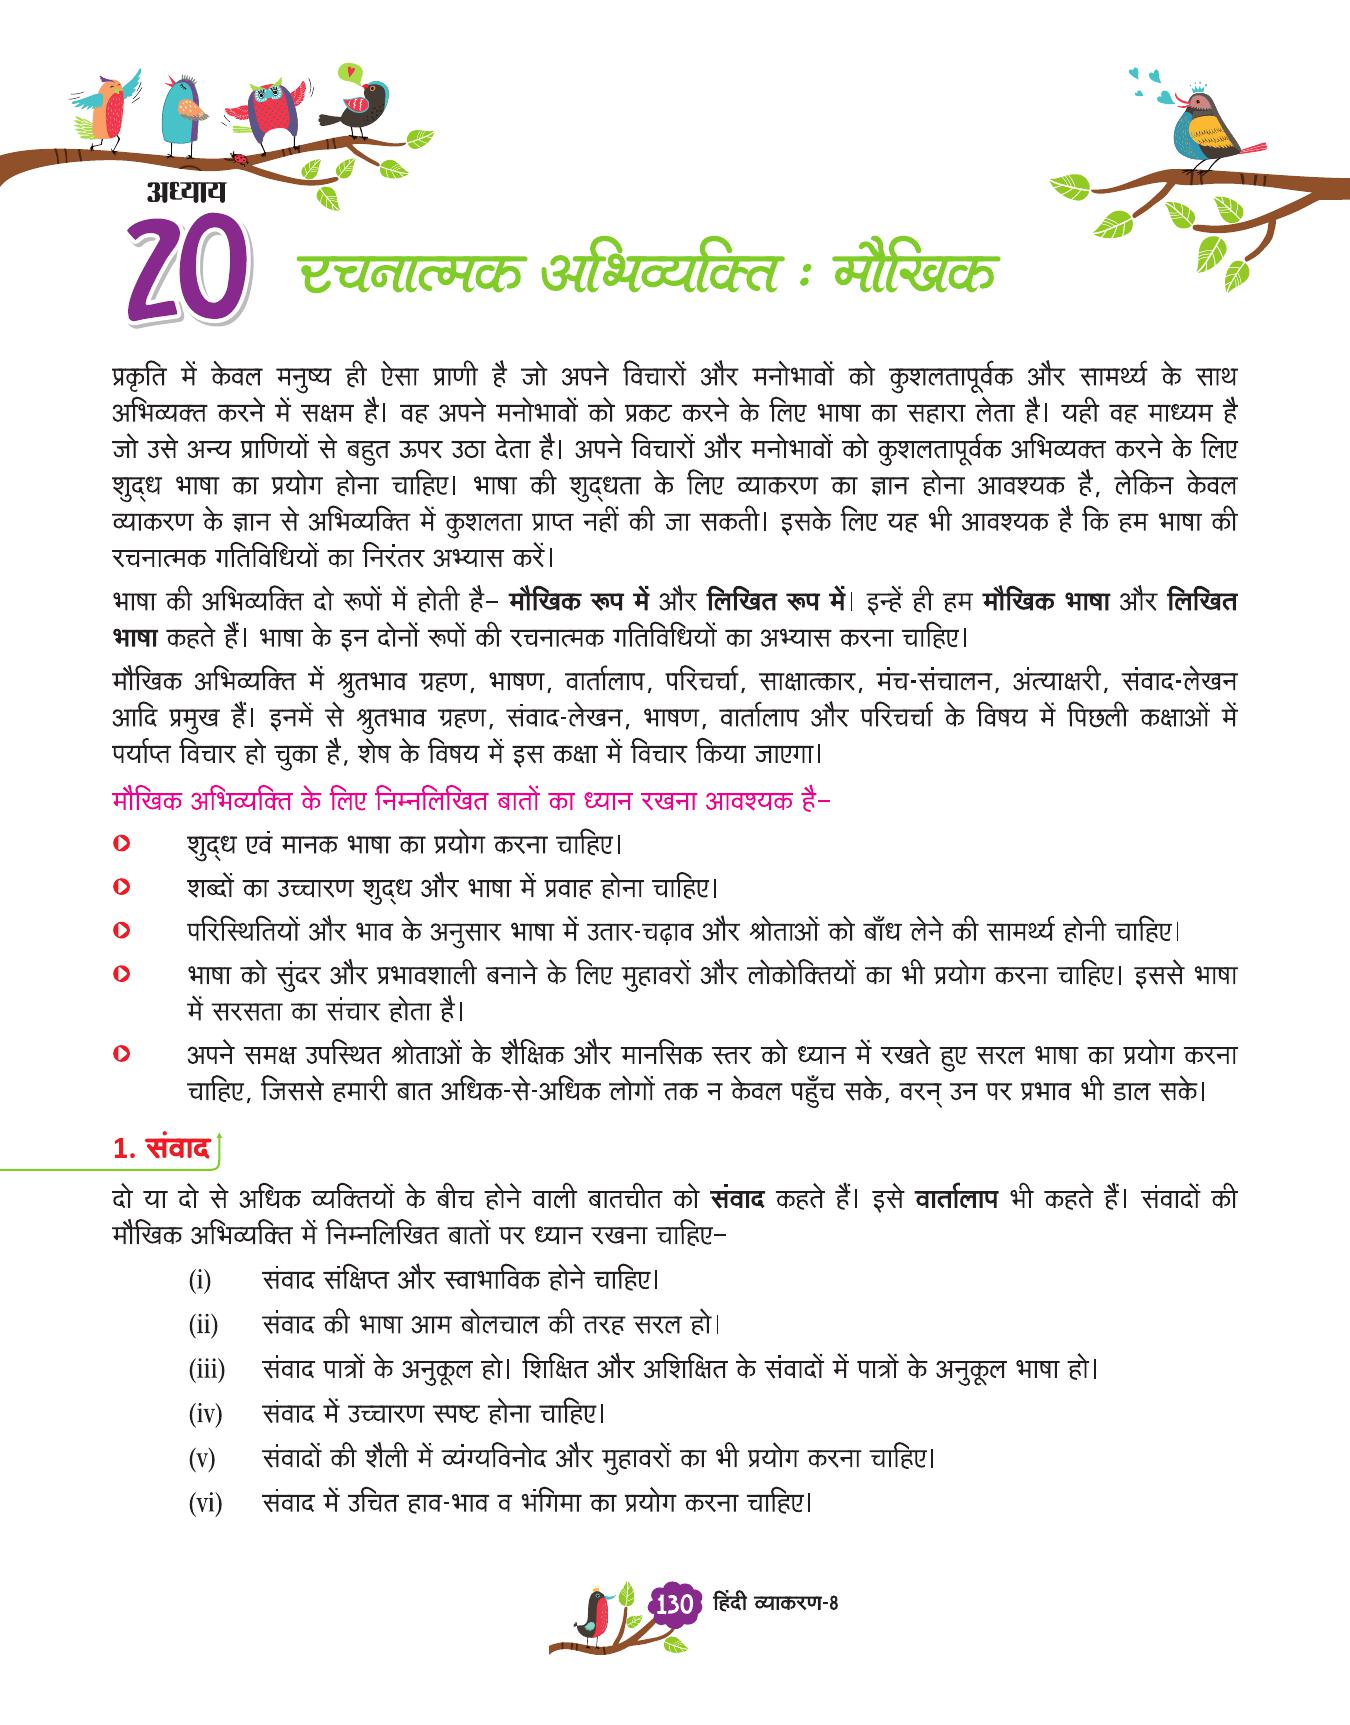 अध्याय
20
रचनात्मक अभिव्यक्ति : मौखिक
प्रकृति में केवल मनुष्य ही ऐसा प्राणी है जो अपने विचारों और मनोभावों को कुशलतापूर्वक और सामर्थ्य के साथ
अभिव्यक्त करने में सक्षम है। वह अपने मनोभावों को प्रकट करने के लिए भाषा का सहारा लेता है। यही वह माध्यम है
जो उसे अन्य प्राणियों से बहुत ऊपर उठा देता है। अपने विचारों और मनोभावों को कुशलतापूर्वक अभिव्यक्त करने के लिए
शुद्ध भाषा का प्रयोग होना चाहिए। भाषा की शुद्धता के लिए व्याकरण का ज्ञान होना आवश्यक है, लेकिन केवल
व्याकरण के ज्ञान से अभिव्यक्ति में कुशलता प्राप्त नहीं की जा सकती। इसके लिए यह भी आवश्यक है कि हम भाषा की
रचनात्मक गतिविधियों का निरंतर अभ्यास करें।
भाषा की अभिव्यक्ति दो रूपों में होती है– मौखिक रूप में और लिखित रूप में। इन्हें ही हम मौखिक भाषा और लिखित
भाषा कहते हैं। भाषा के इन दोनों रूपों की रचनात्मक गतिविधियों का अभ्यास करना चाहिए।
मौखिक अभिव्यक्ति में श्रुतभाव ग्रहण, भाषण, वार्तालाप, परिचर्चा, साक्षात्कार, मंच-संचालन, अंत्याक्षरी, संवाद-लेखन
आदि प्रमुख हैं। इनमें से श्रुतभाव ग्रहण, संवाद-लेखन, भाषण, वार्तालाप और परिचर्चा के विषय में पिछली कक्षाओं में
पर्याप्त विचार हो चुका है, शेष के विषय में इस कक्षा में विचार किया जाएगा।
मौखिक अभिव्यक्ति के लिए निम्नलिखित बातों का ध्यान रखना आवश्यक है–
शुद्ध एवं मानक भाषा का प्रयोग करना चाहिए।
शब्दों का उच्चारण शुद्ध और भाषा में प्रवाह होना चाहिए।
परिस्थितियों और भाव के अनुसार भाषा में उतार-चढ़ाव और श्रोताओं को बाँध लेने की सामर्थ्य होनी चाहिए।
भाषा को सुंदर और प्रभावशाली बनाने के लिए मुहावरों और लोकोक्तियों का भी प्रयोग करना चाहिए। इससे भाषा
में सरसता का संचार होता है।
अपने समक्ष उपस्थित श्रोताओं के शैक्षिक और मानसिक स्तर को ध्यान में रखते हुए सरल भाषा का प्रयोग करना
चाहिए, जिससे हमारी बात अधिक-से-अधिक लोगों तक न केवल पहुँच सके, वरन् उन पर प्रभाव भी डाल सके।
1. संवाद
दो या दो से अधिक व्यक्तियों के बीच होने वाली बातचीत को संवाद कहते हैं। इसे वार्तालाप भी कहते हैं। संवादों की
मौखिक अभिव्यक्ति में निम्नलिखित बातों पर ध्यान रखना चाहिए–
(i) संवाद संक्षिप्त और स्वाभाविक होने चाहिए।
(ii) संवाद की भाषा आम बोलचाल की तरह सरल हो।
(iii) संवाद पात्रों के अनुकूल हो। शिक्षित और अशिक्षित के संवादों में पात्रों के अनुकूल भाषा हो।
(iv) संवाद में उच्चारण स्पष्ट होना चाहिए।
(v) संवादों की शैली में व्यंग्यविनोद और मुहावरों का भी प्रयोग करना चाहिए।
(vi) संवाद में उचित हाव-भाव व भंगिमा का प्रयोग करना चाहिए।
130 हिंदी व्याकरण-8